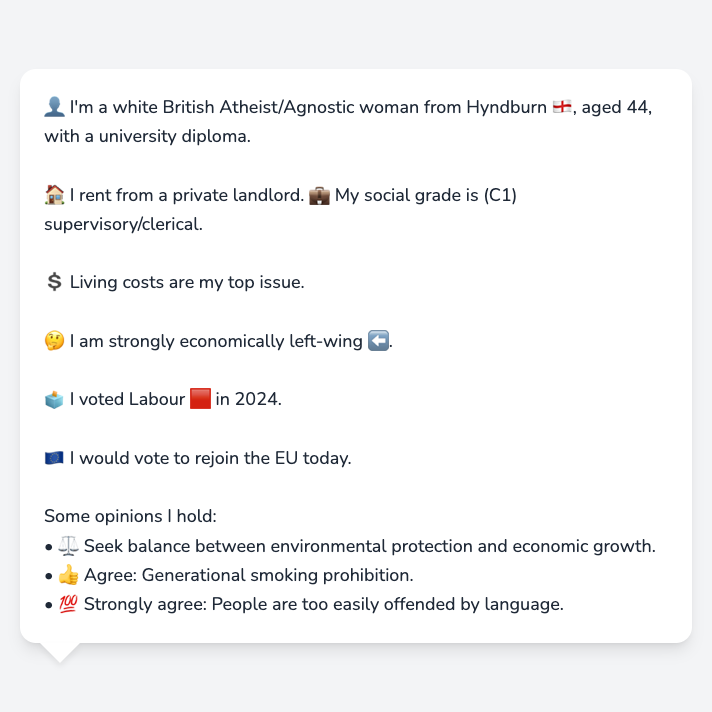 👤 I'm a white British Atheist/Agnostic woman from Hyndburn 🏴󠁧󠁢󠁥󠁮󠁧󠁿, aged 44,
with a university diploma.
🏠 I rent from a private landlord. 💼 My social grade is (C1)
supervisory/clerical.
💲 Living costs are my top issue.
🤔 I am strongly economically left-wing ⬅️.
🗳️ I voted Labour 🟥 in 2024.
🇪🇺 I would vote to rejoin the EU today.
Some opinions I hold:
• ⚖️ Seek balance between environmental protection and economic growth.
• 👍 Agree: Generational smoking prohibition.
• 💯 Strongly agree: People are too easily offended by language.